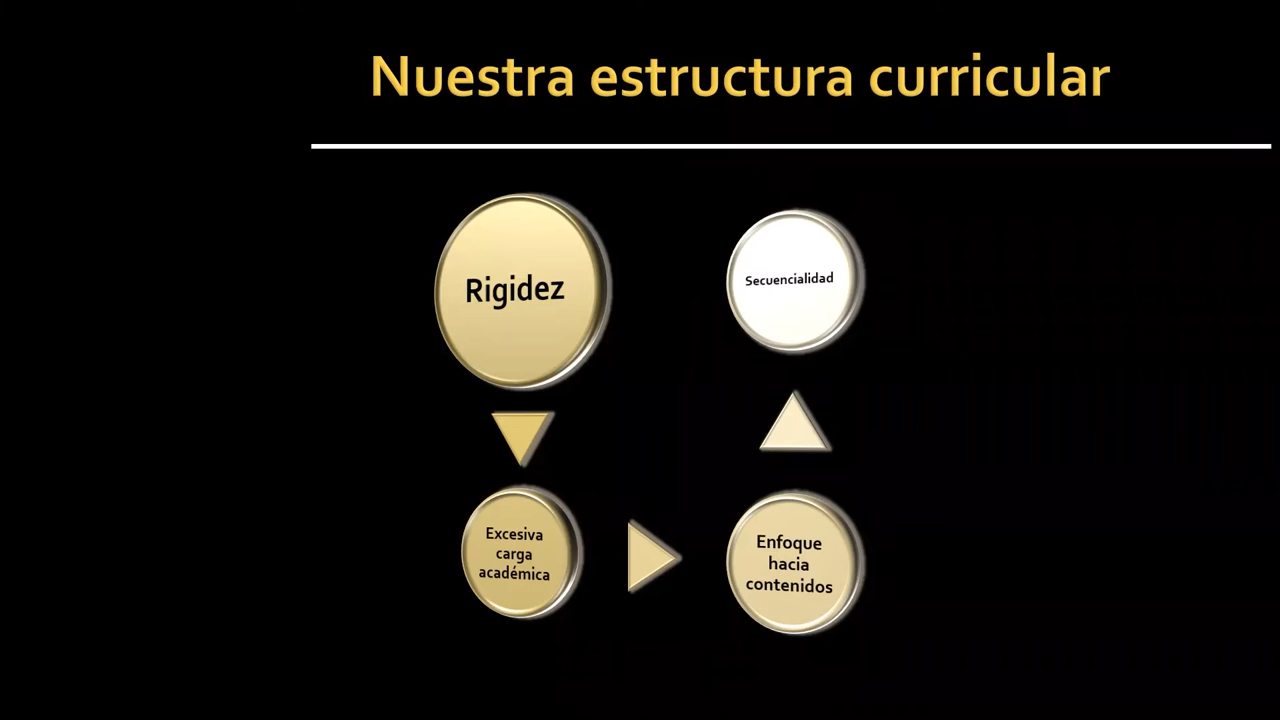 Nuestra estructura curricular
Rigidez
Excesiva
carga
académica
Enfoque
hacia
contenidos
Secuencialidad